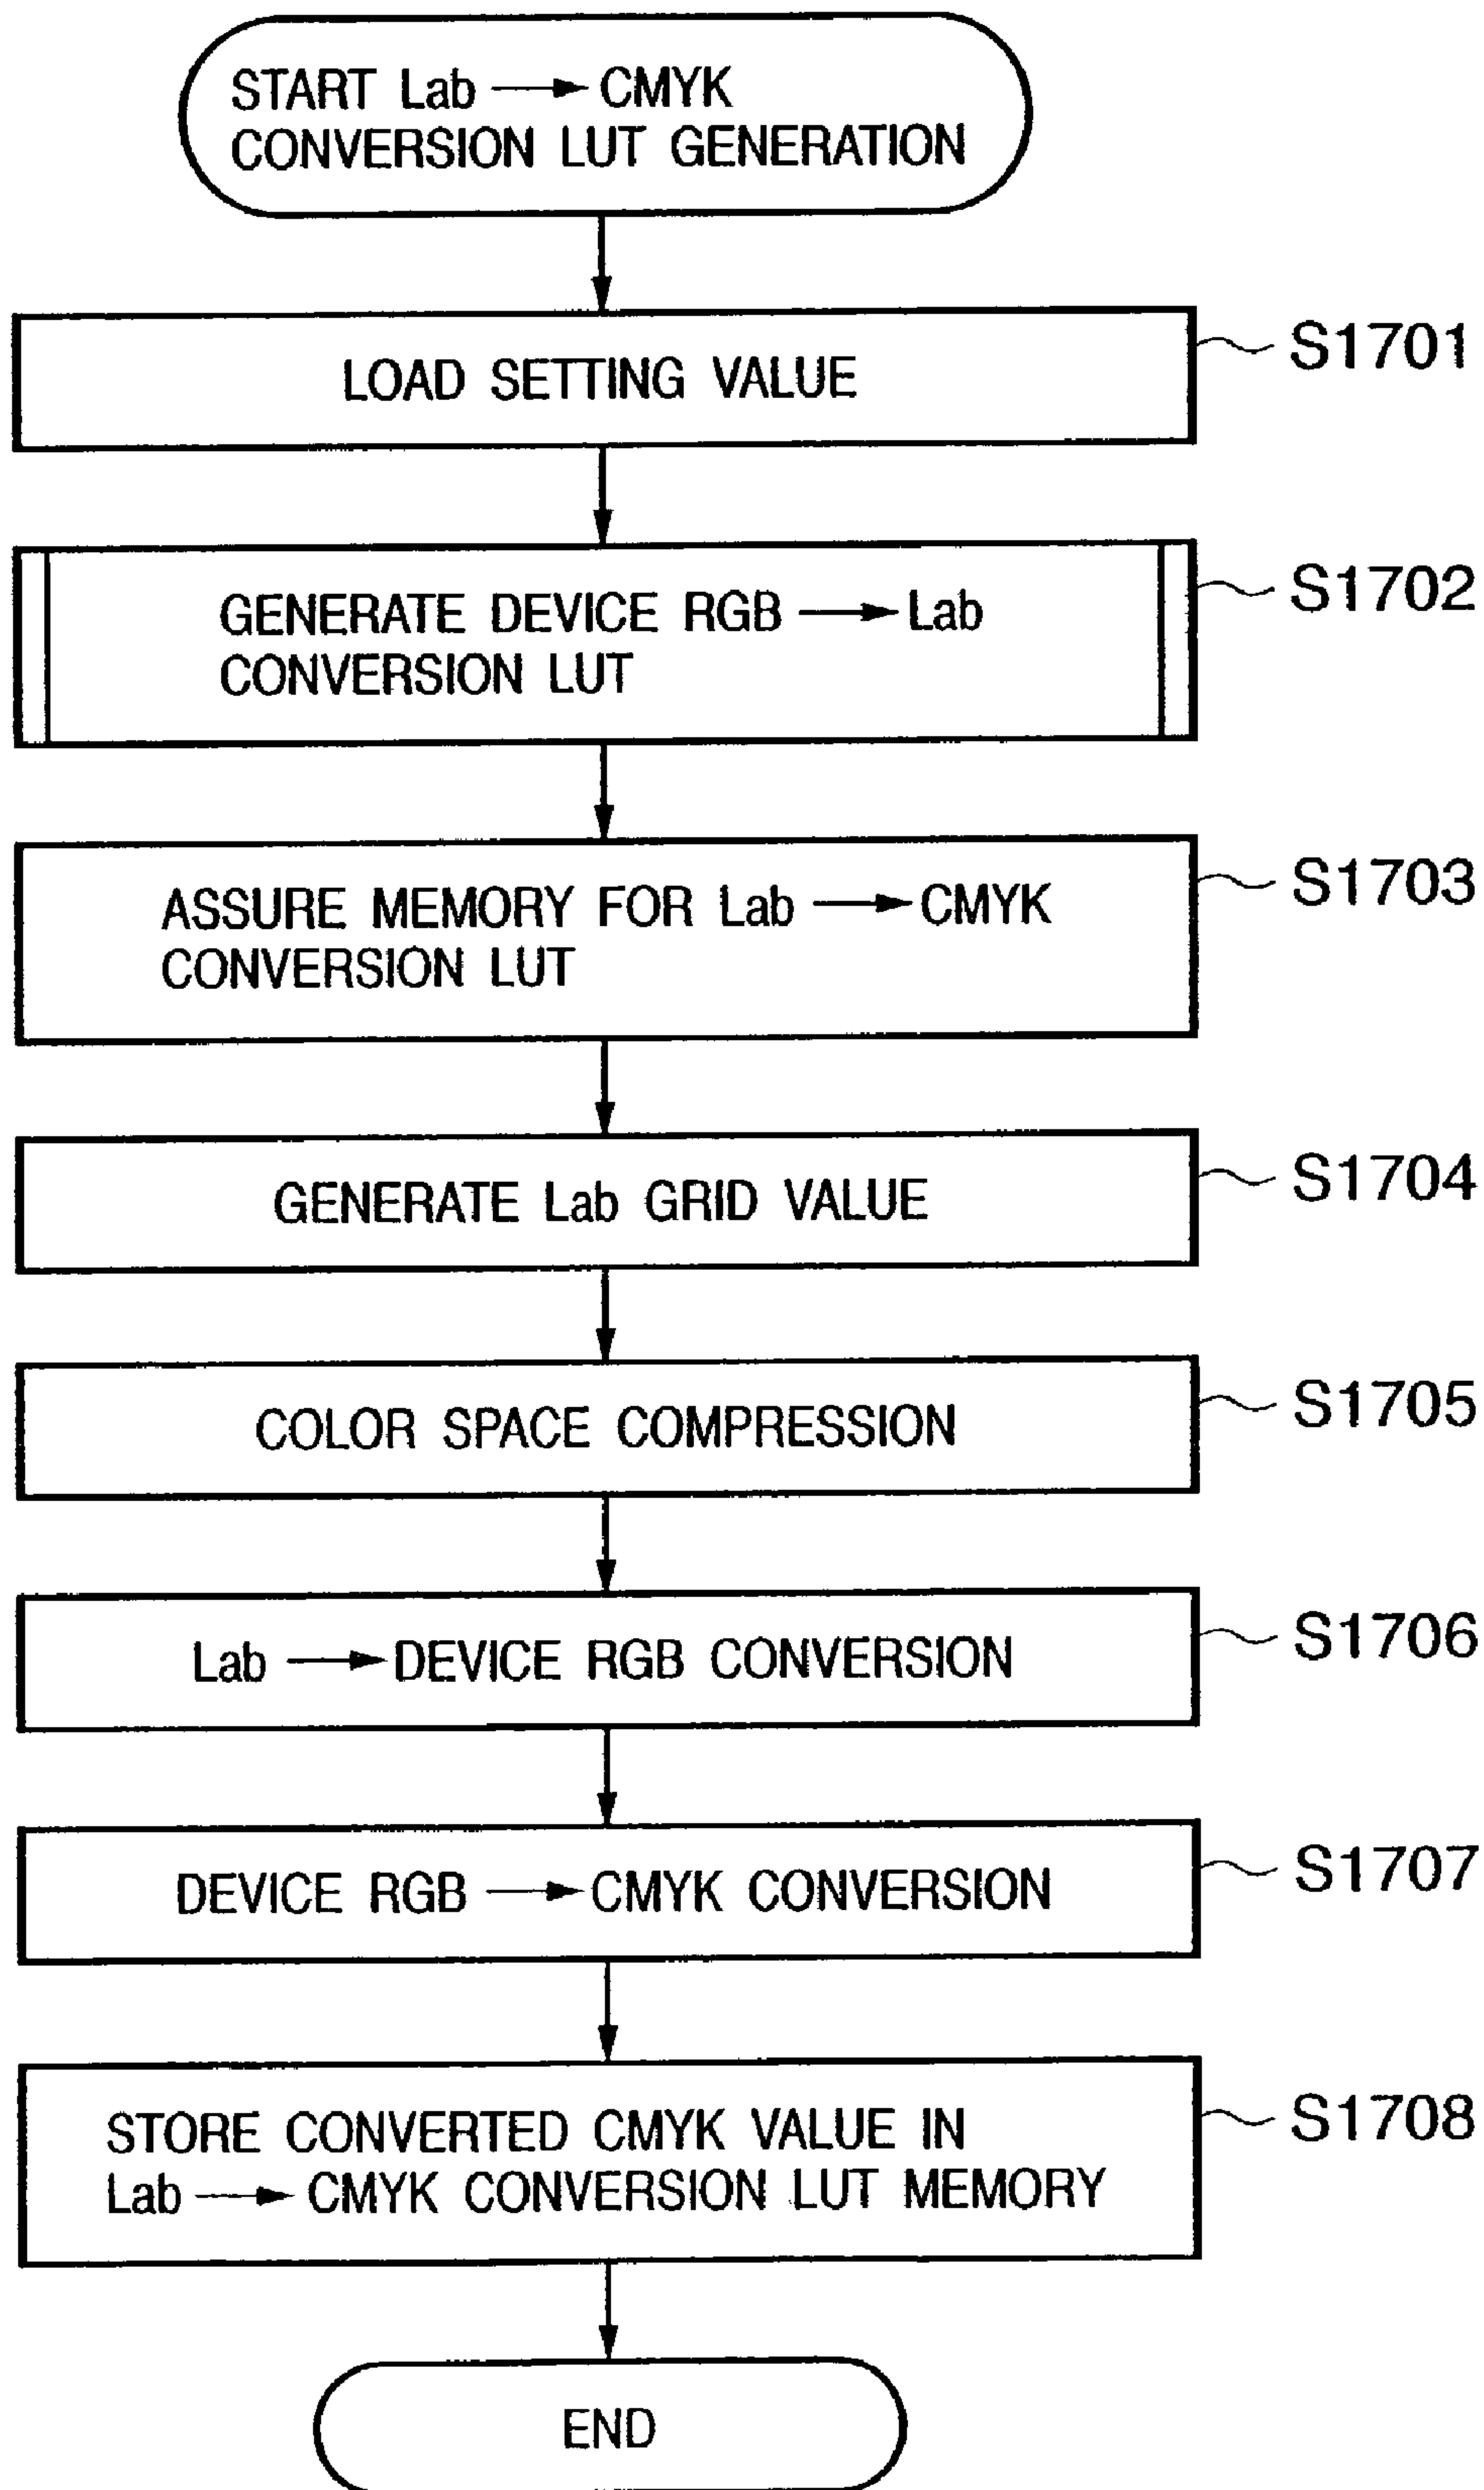 START Lab → CMYK
CONVERSION LUT GENERATION
LOAD SETTING VALUE
S1701
GENERATE DEVICE RGB → Lab
CONVERSION LUT
S1702
ASSURE MEMORY FOR Lab → CMYK
CONVERSION LUT
S1703
GENERATE Lab GRID VALUE
S1704
COLOR SPACE COMPRESSION
S1705
Lab → DEVICE RGB CONVERSION
S1706
DEVICE RGB → CMYK CONVERSION
S1707
STORE CONVERTED CMYK VALUE IN
Lab → CMYK CONVERSION LUT MEMORY
S1708
END